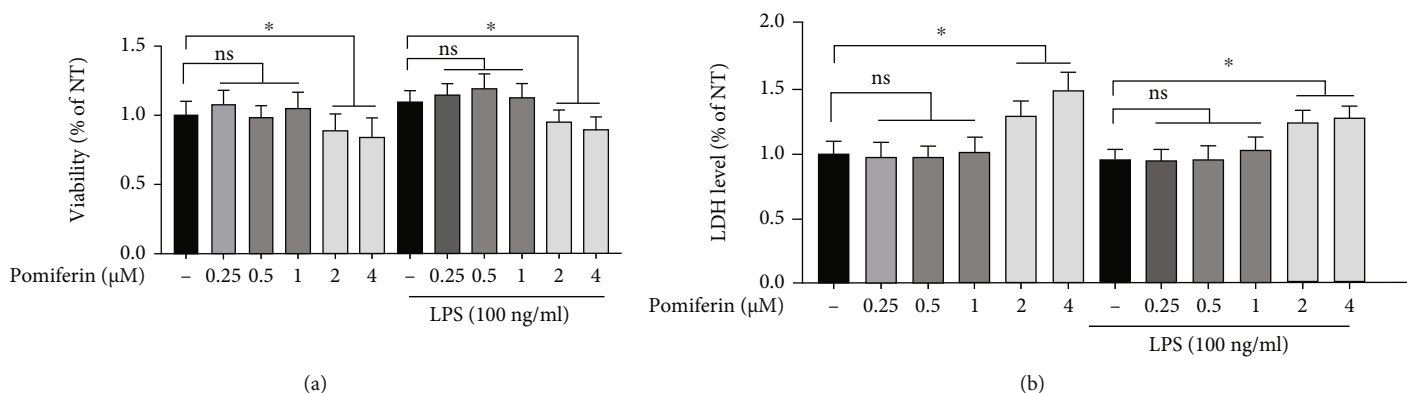 Viability (% of NT)
1.5
1.0
0.5
0.0
*
ns
*
ns
Pomiferin (μM)
– 0.25 0.5 1 2 4 – 0.25 0.5 1 2 4
LPS (100 ng/ml)
(a)
LDH level (% of NT)
2.0
1.5
1.0
0.5
0.0
*
ns
*
ns
Pomiferin (μM)
– 0.25 0.5 1 2 4 – 0.25 0.5 1 2 4
LPS (100 ng/ml)
(b)